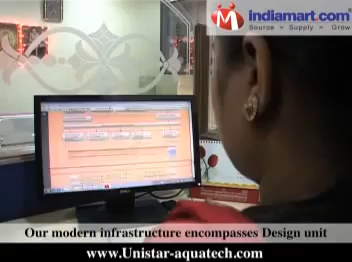 indiamart.com
Source • Supply • Grow
Our modern infrastructure encompasses Design unit
www.Unistar-aquatech.com